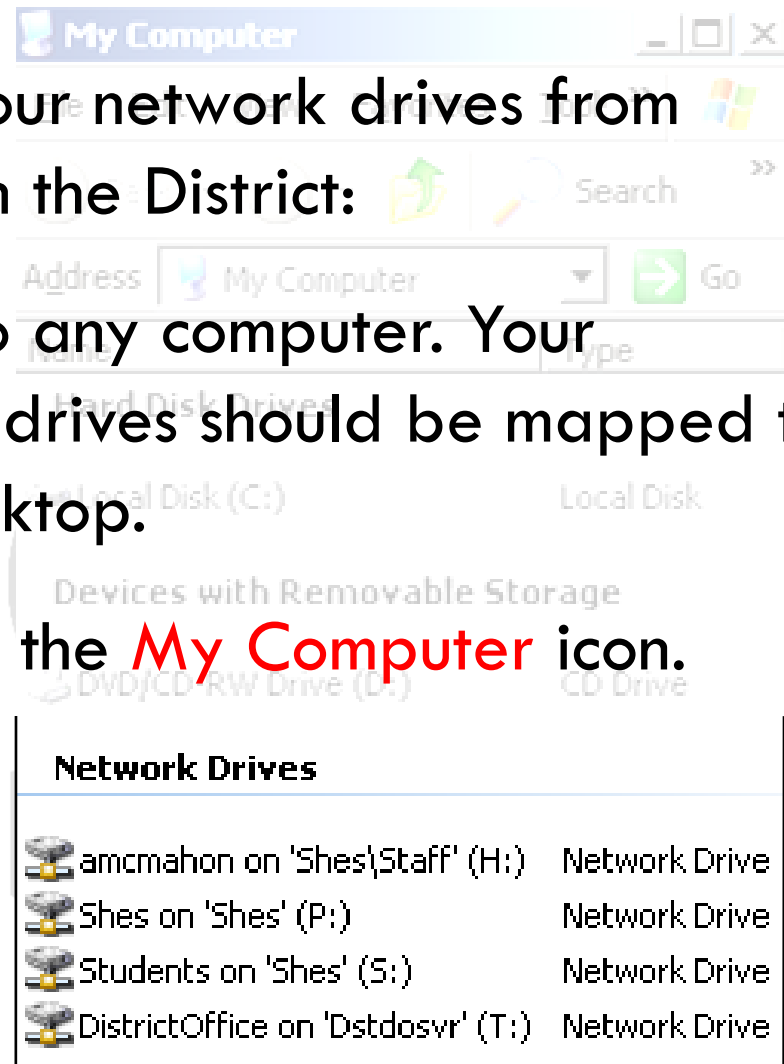 My Computer
our network drives from
n the District:
Search
Address My Computer Go
any computer. Your
Name Type
Hard Disk Drives
drives should be mapped
Local Disk (C:) Local Disk
ktop.
Devices with Removable Storage
the My Computer icon.
DVD/CD-RW Drive (D:) CD Drive
Network Drives
amcmahon on 'Shes\Staff' (H:) Network Drive
Shes on 'Shes' (P:) Network Drive
Students on 'Shes' (S:) Network Drive
DistrictOffice on 'Dstdosvr' (T:) Network Drive